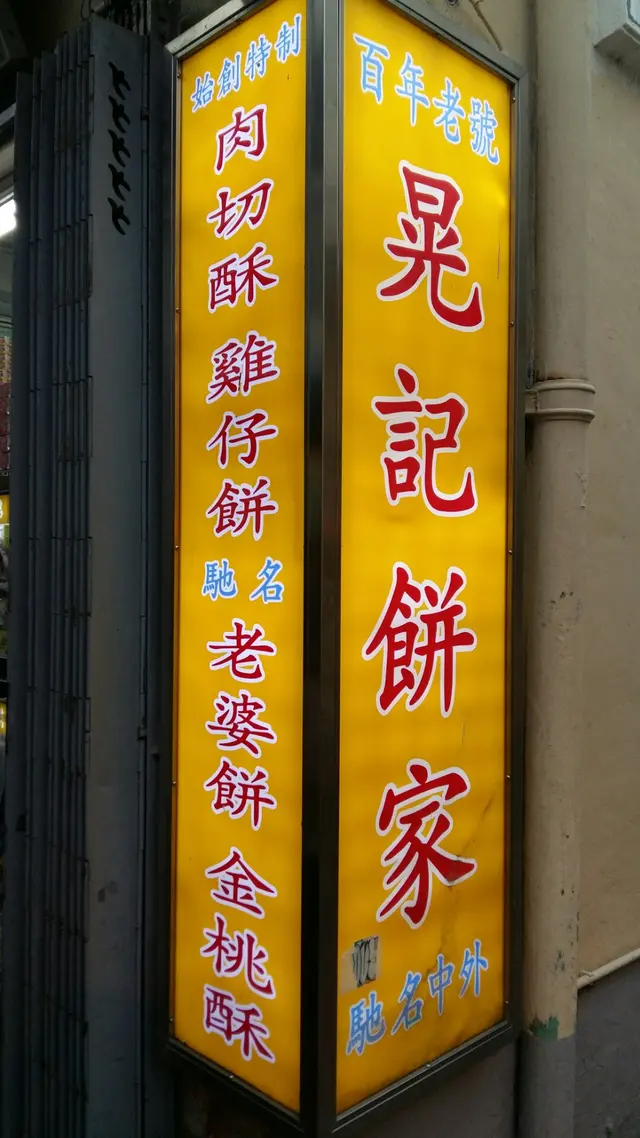 始創特制
肉切酥
雞仔餅
馳名
老婆餅
金桃酥
百年老號
晃記餅家
馳名中外